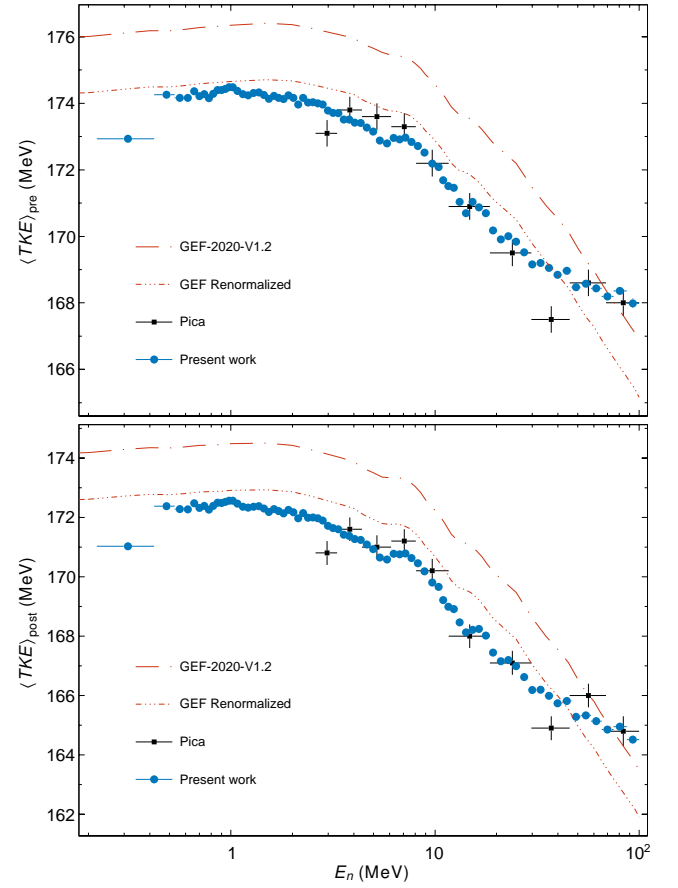 176
174
172
170
168
166
⟨TKE⟩pre (MeV)
GEF-2020-V1.2
GEF Renormalized
Pica
Present work
174
172
170
168
166
164
162
⟨TKE⟩post (MeV)
GEF-2020-V1.2
GEF Renormalized
Pica
Present work
1 10 10²
Eₙ (MeV)